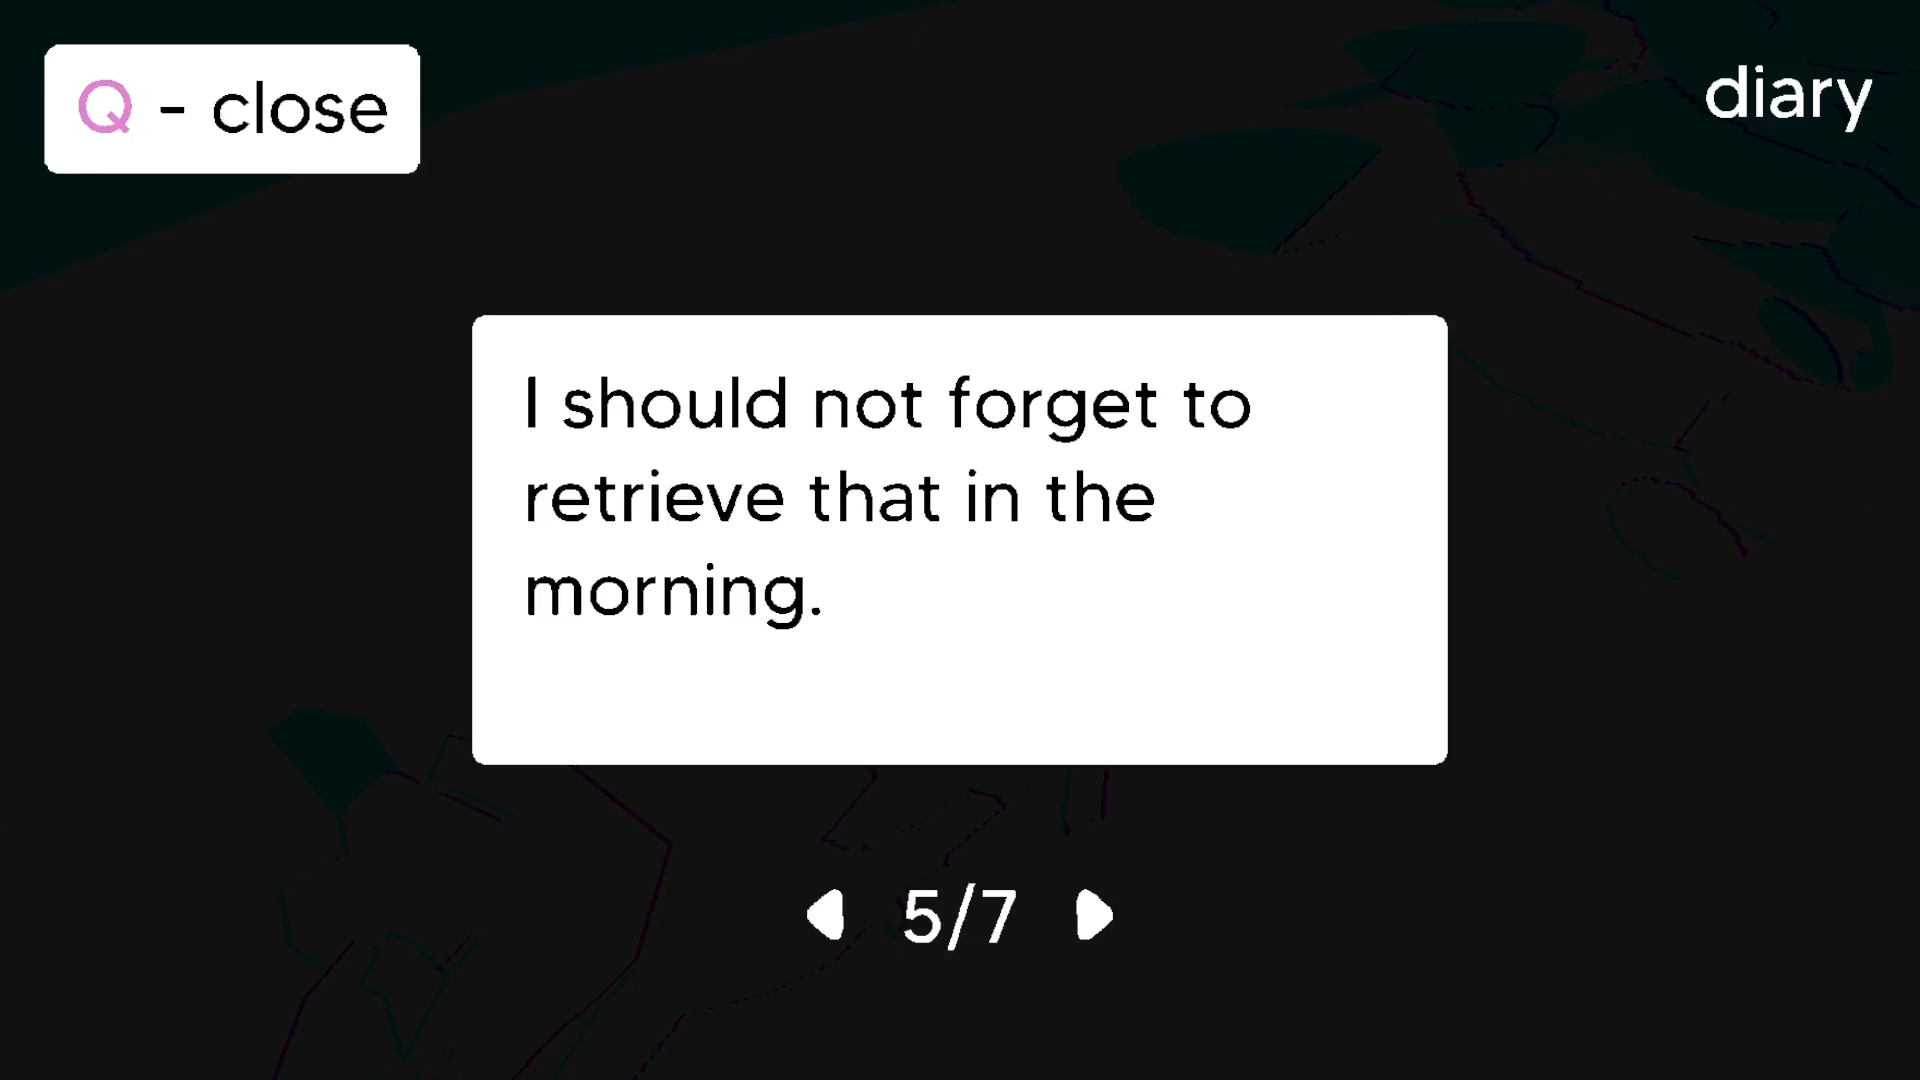 Q - close
diary
I should not forget to
retrieve that in the
morning.
5/7